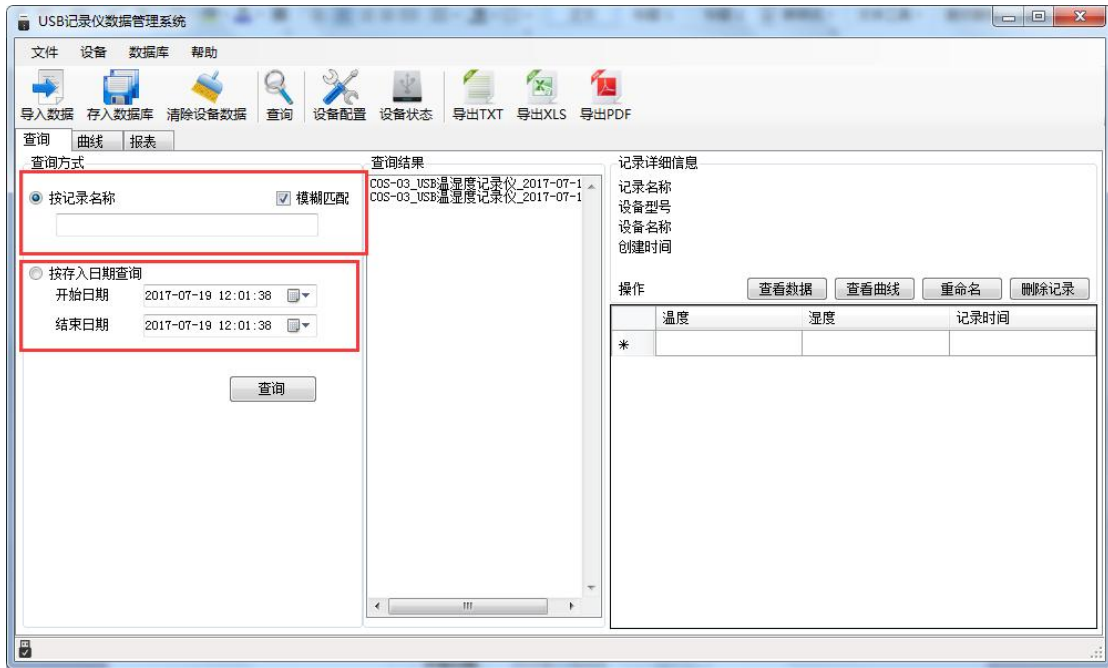 USB记录仪数据管理系统
文件 设备 数据库 帮助
导入数据 存入数据库 清除设备数据 查询 设备配置 设备状态 导出TXT 导出XLS 导出PDF
查询 曲线 报表
查询方式
按记录名称 模糊匹配
按存入日期查询
开始日期 2017-07-19 12:01:38
结束日期 2017-07-19 12:01:38
查询
查询结果
COS-03_USB温湿度记录仪_2017-07-1
COS-03_USB温湿度记录仪_2017-07-1
记录详细信息
记录名称
设备型号
设备名称
创建时间
操作 查看数据 查看曲线 重命名 删除记录
温度 湿度 记录时间
*